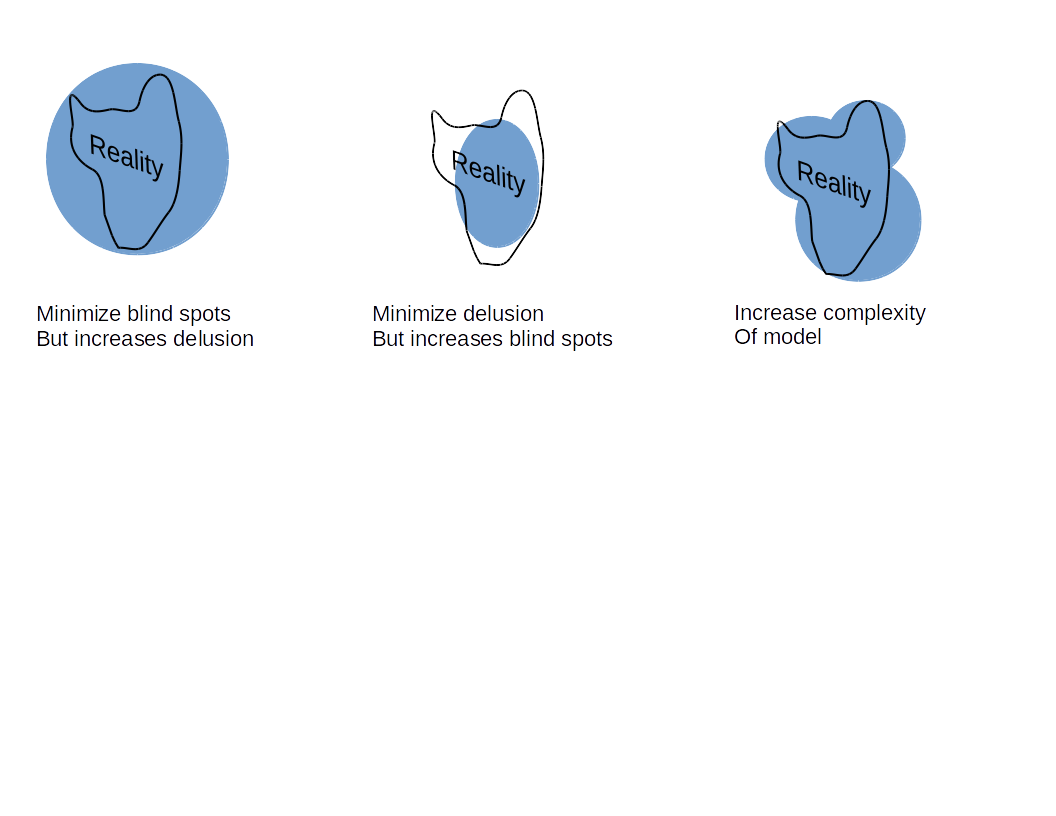 Reality
Minimize blind spots
But increases delusion
Reality
Minimize delusion
But increases blind spots
Reality
Increase complexity
Of model